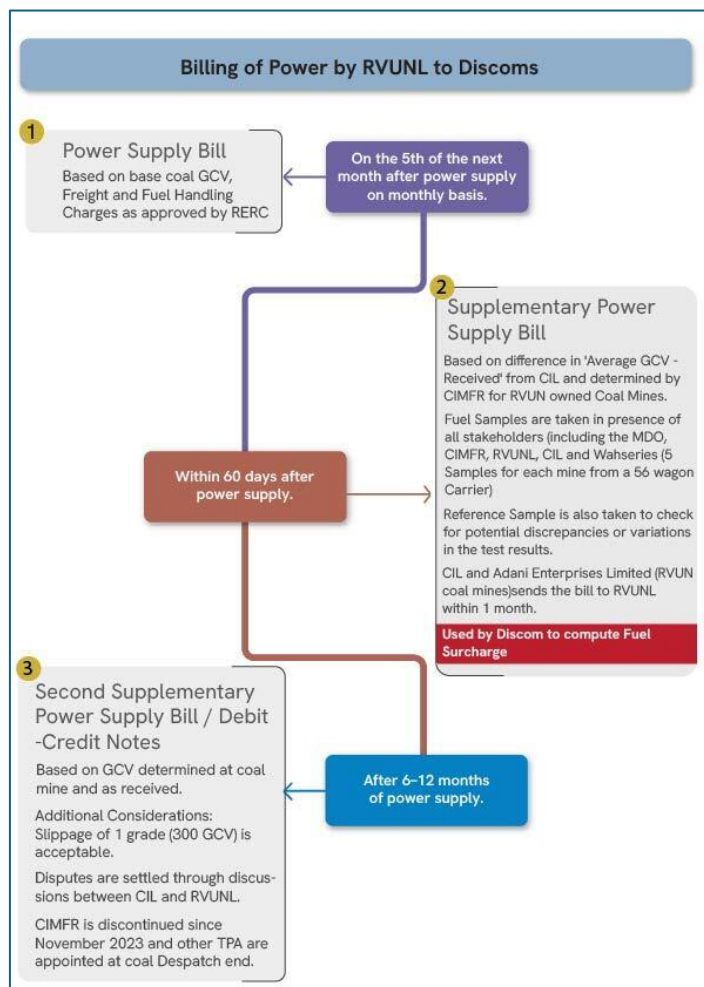 Billing of Power by RVUNL to Discoms
1
Power Supply Bill
Based on base coal GCV,
Freight and Fuel Handling
Charges as approved by RERC
On the 5th of the next
month after power supply
on monthly basis.
2
Supplementary Power
Supply Bill
Based on difference in 'Average GCV -
Received' from CIL and determined by
CIMFR for RVUN owned Coal Mines.
Fuel Samples are taken in presence of
all stakeholders (including the MDO,
CIMFR, RVUNL, CIL and Wahseries (5
Samples for each mine from a 56 wagon
Carrier)
Reference Sample is also taken to check
for potential discrepancies or variations
in the test results.
CIL and Adani Enterprises Limited (RVUN
coal mines)sends the bill to RVUNL
within 1 month.
Used by Discom to compute Fuel
Surcharge
Within 60 days after
power supply.
3
Second Supplementary
Power Supply Bill / Debit
-Credit Notes
Based on GCV determined at coal
mine and as received.
Additional Considerations:
Slippage of 1 grade (300 GCV) is
acceptable.
Disputes are settled through discus-
sions between CIL and RVUNL.
CIMFR is discontinued since
November 2023 and other TPA are
appointed at coal Despatch end.
After 6–12 months
of power supply.